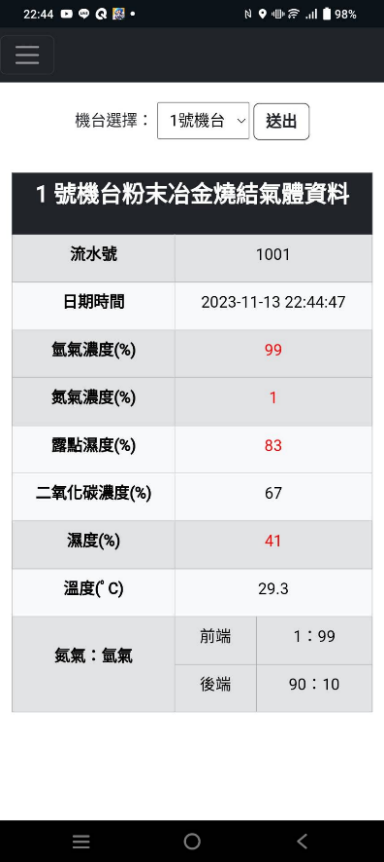 22:44
98%
機台選擇： 1號機台 送出
1 號機台粉末冶金燒結氣體資料
流水號 1001
日期時間 2023-11-13 22:44:47
氫氣濃度(%) 99
氮氣濃度(%) 1
露點濕度(%) 83
二氧化碳濃度(%) 67
濕度(%) 41
溫度(ﾟC) 29.3
氮氣：氫氣
前端 1：99
後端 90：10